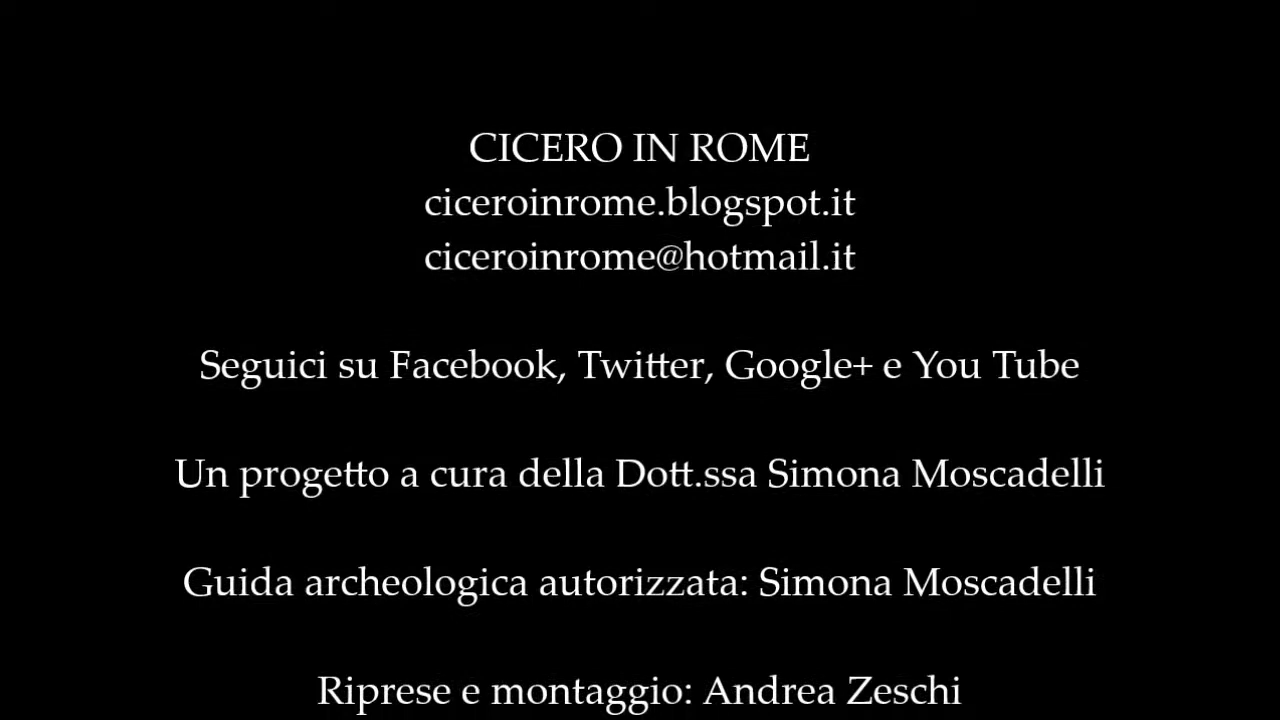 CICERO IN ROME
ciceroinrome.blogspot.it
ciceroinrome@hotmail.it
Seguici su Facebook, Twitter, Google+ e You Tube
Un progetto a cura della Dott.ssa Simona Moscadelli
Guida archeologica autorizzata: Simona Moscadelli
Riprese e montaggio: Andrea Zeschi